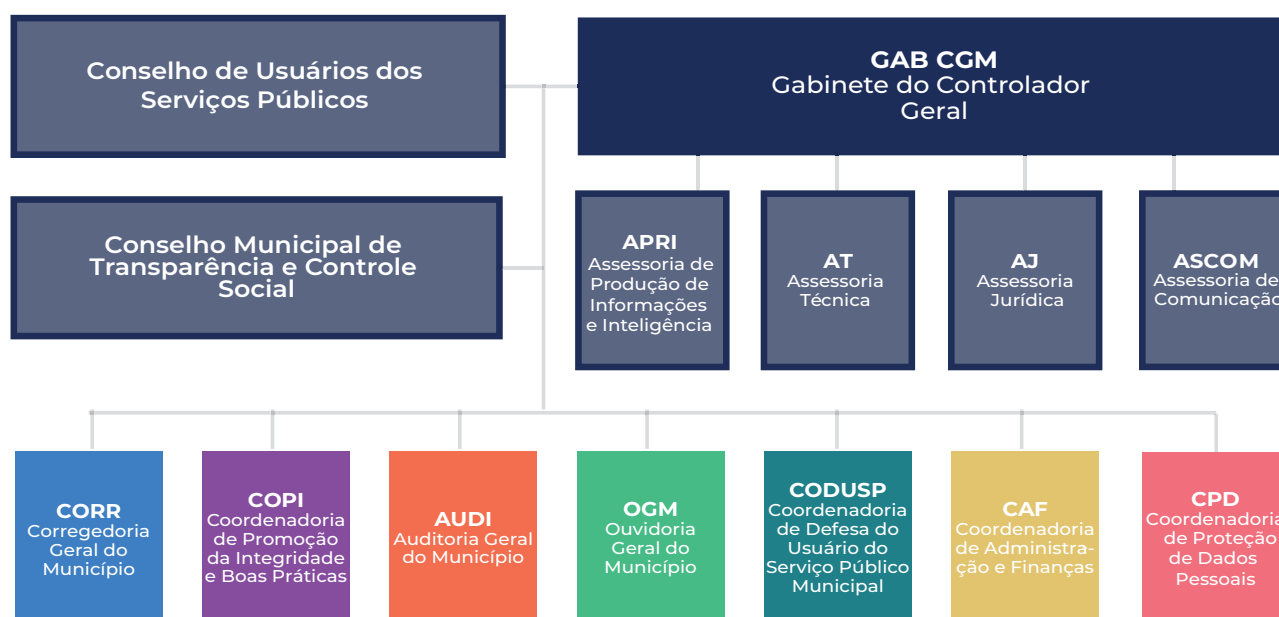 Conselho de Usuários dos
Serviços Públicos
GAB CGM
Gabinete do Controlador
Geral
Conselho Municipal de
Transparência e Controle
Social
APRI
Assessoria de
Produção de
Informações
e Inteligência
AT
Assessoria
Técnica
AJ
Assessoria
Jurídica
ASCOM
Assessoria de
Comunicação
CORR
Corregedoria
Geral do
Município
COPI
Coordenadoria
de Promoção
da Integridade
e Boas Práticas
AUDI
Auditoria Geral
do Município
OGM
Ouvidoria
Geral do
Município
CODUSP
Coordenadoria
de Defesa do
Usuário do
Serviço Público
Municipal
CAF
Coordenadoria
de Administra-
ção e Finanças
CPD
Coordenadoria
de Proteção
de Dados
Pessoais